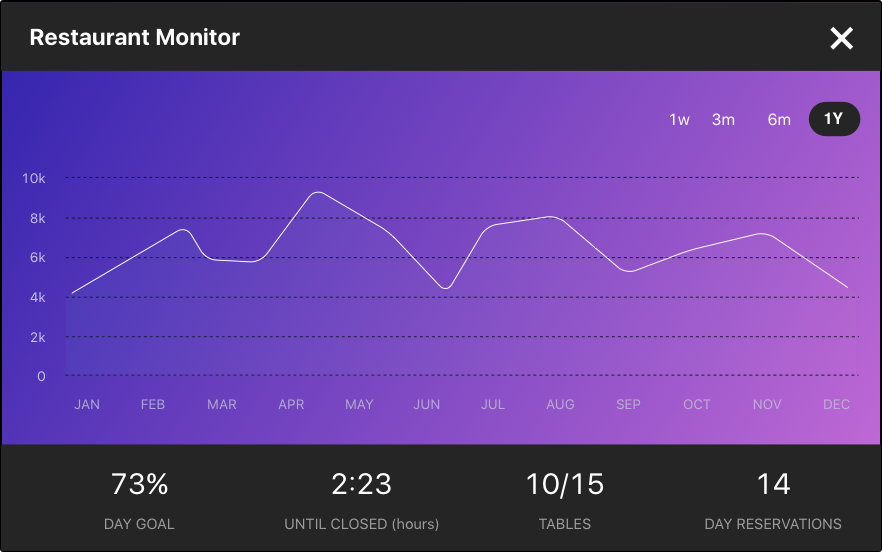 Restaurant Monitor
1w 3m 6m 1Y
10k
8k
6k
4k
2k
0
JAN FEB MAR APR MAY JUN JUL AUG SEP OCT NOV DEC
73% 2:23 10/15 14
DAY GOAL UNTIL CLOSED (hours) TABLES DAY RESERVATIONS